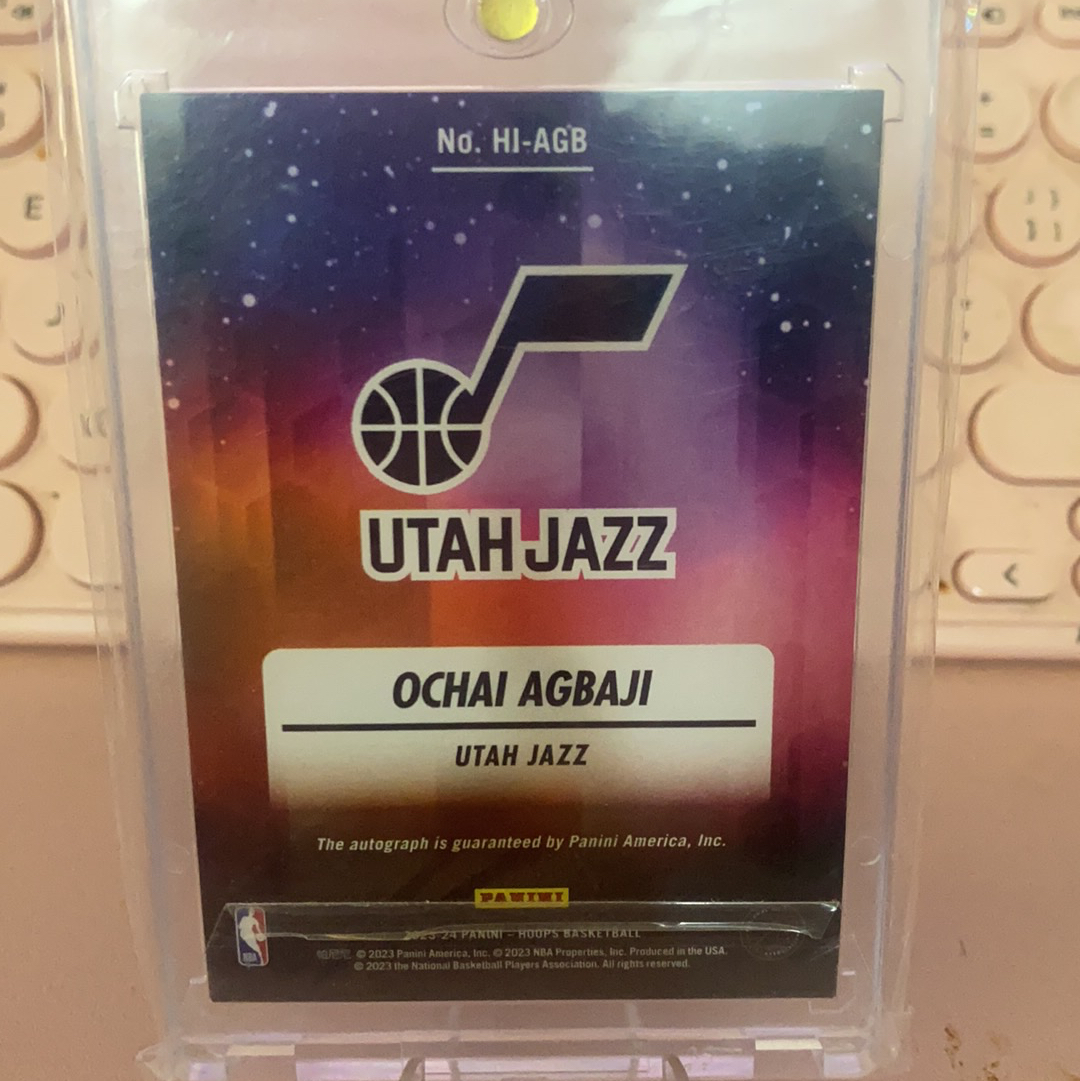 No. HI-AGB
UTAH JAZZ
OCHAI AGBAJI
UTAH JAZZ
The autograph is guaranteed by Panini America, Inc.
PANINI
2023-24 PANINI - HOOPS BASKETBALL
NBA
© 2023 Panini America, Inc. © 2023 NBA Properties, Inc. Produced in the USA.
© 2023 the National Basketball Players Association. All rights reserved.
E
J